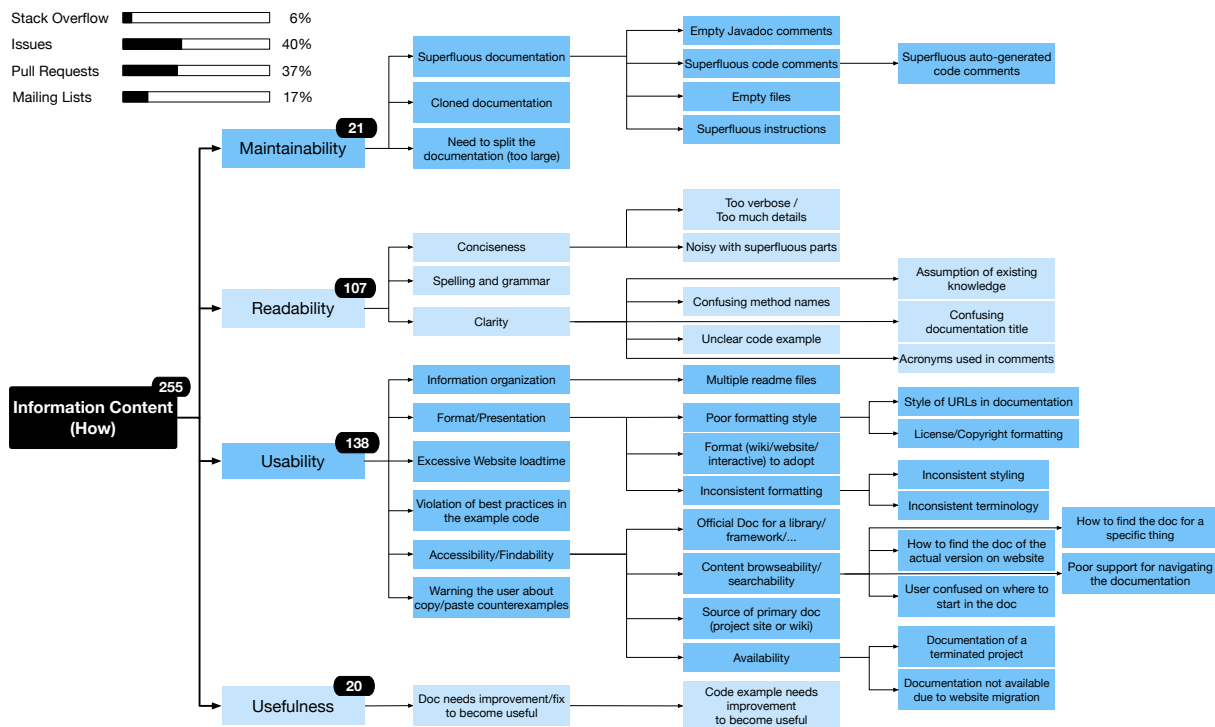 Stack Overflow 6%
Issues 40%
Pull Requests 37%
Mailing Lists 17%
Information Content
(How)
255
Maintainability
21
Superfluous documentation
Empty Javadoc comments
Superfluous code comments
Superfluous auto-generated
code comments
Empty files
Superfluous instructions
Cloned documentation
Need to split the
documentation (too large)
Readability
107
Conciseness
Too verbose /
Too much details
Noisy with superfluous parts
Spelling and grammar
Clarity
Assumption of existing
knowledge
Confusing method names
Confusing
documentation title
Unclear code example
Acronyms used in comments
Usability
138
Information organization
Multiple readme files
Format/Presentation
Poor formatting style
Style of URLs in documentation
License/Copyright formatting
Format (wiki/website/
interactive) to adopt
Inconsistent formatting
Inconsistent styling
Inconsistent terminology
Excessive Website loadtime
Violation of best practices in
the example code
Accessibility/Findability
Official Doc for a library/
framework/...
Content browseability/
searchability
How to find the doc for a
specific thing
How to find the doc of the
actual version on website
Poor support for navigating
the documentation
User confused on where to
start in the doc
Source of primary doc
(project site or wiki)
Availability
Documentation of a
terminated project
Documentation not available
due to website migration
Warning the user about
copy/paste counterexamples
Usefulness
20
Doc needs improvement/fix
to become useful
Code example needs
improvement
to become useful